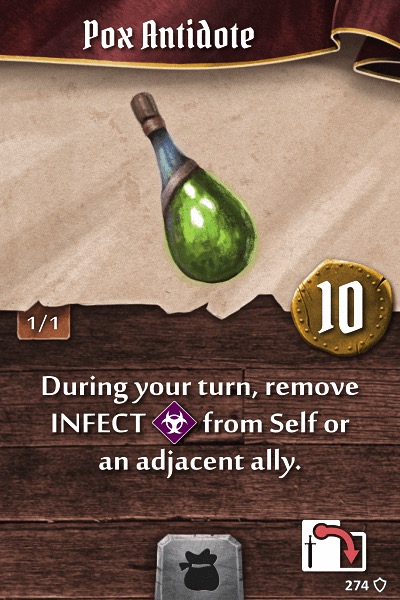 Pox Antidote
1/1
10
During your turn, remove
INFECT from Self or
an adjacent ally.
274